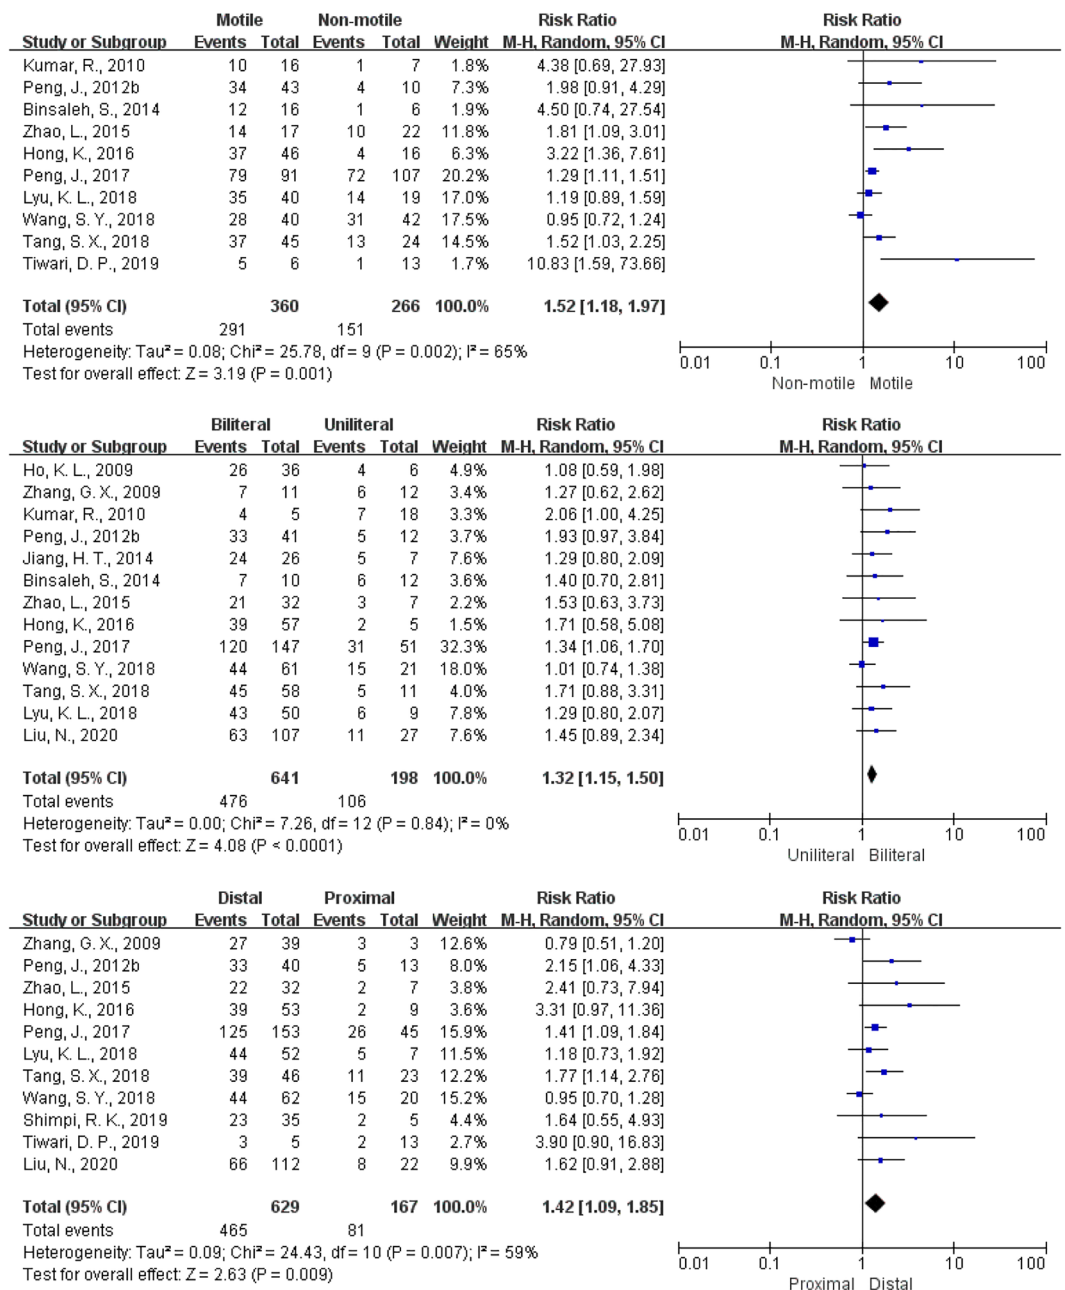 Motile Non-motile Risk Ratio Risk Ratio
Study or Subgroup Events Total Events Total Weight M-H, Random, 95% CI M-H, Random, 95% CI
Kumar, R., 2010 10 16 1 7 1.8% 4.38 [0.69, 27.93]
Peng, J., 2012b 34 43 4 10 7.3% 1.98 [0.91, 4.29]
Binsaleh, S., 2014 12 16 1 6 1.9% 4.50 [0.74, 27.54]
Zhao, L., 2015 14 17 10 22 11.8% 1.81 [1.09, 3.01]
Hong, K., 2016 37 46 4 16 6.3% 3.22 [1.36, 7.61]
Peng, J., 2017 79 91 72 107 20.2% 1.29 [1.11, 1.51]
Lyu, K. L., 2018 35 40 14 19 17.0% 1.19 [0.89, 1.59]
Wang, S. Y., 2018 28 40 31 42 17.5% 0.95 [0.72, 1.24]
Tang, S. X., 2018 37 45 13 24 14.5% 1.52 [1.03, 2.25]
Tiwari, D. P., 2019 5 6 1 13 1.7% 10.83 [1.59, 73.66]
Total (95% CI) 360 266 100.0% 1.52 [1.18, 1.97]
Total events 291 151
Heterogeneity: Tau² = 0.08; Chi² = 25.78, df = 9 (P = 0.002); I² = 65%
Test for overall effect: Z = 3.19 (P = 0.001)
0.01 0.1 1 10 100
Non-motile Motile
Biliteral Uniliteral Risk Ratio Risk Ratio
Study or Subgroup Events Total Events Total Weight M-H, Random, 95% CI M-H, Random, 95% CI
Ho, K. L., 2009 26 36 4 6 4.9% 1.08 [0.59, 1.98]
Zhang, G. X., 2009 7 11 6 12 3.4% 1.27 [0.62, 2.62]
Kumar, R., 2010 4 5 7 18 3.3% 2.06 [1.00, 4.25]
Peng, J., 2012b 33 41 5 12 3.7% 1.93 [0.97, 3.84]
Jiang, H. T., 2014 24 26 5 7 7.6% 1.29 [0.80, 2.09]
Binsaleh, S., 2014 7 10 6 12 3.6% 1.40 [0.70, 2.81]
Zhao, L., 2015 21 32 3 7 2.2% 1.53 [0.63, 3.73]
Hong, K., 2016 39 57 2 5 1.5% 1.71 [0.58, 5.08]
Peng, J., 2017 120 147 31 51 32.3% 1.34 [1.06, 1.70]
Wang, S. Y., 2018 44 61 15 21 18.0% 1.01 [0.74, 1.38]
Tang, S. X., 2018 45 58 5 11 4.0% 1.71 [0.88, 3.31]
Lyu, K. L., 2018 43 50 6 9 7.8% 1.29 [0.80, 2.07]
Liu, N., 2020 63 107 11 27 7.6% 1.45 [0.89, 2.34]
Total (95% CI) 641 198 100.0% 1.32 [1.15, 1.50]
Total events 476 106
Heterogeneity: Tau² = 0.00; Chi² = 7.26, df = 12 (P = 0.84); I² = 0%
Test for overall effect: Z = 4.08 (P < 0.0001)
0.01 0.1 1 10 100
Uniliteral Biliteral
Distal Proximal Risk Ratio Risk Ratio
Study or Subgroup Events Total Events Total Weight M-H, Random, 95% CI M-H, Random, 95% CI
Zhang, G. X., 2009 27 39 3 3 12.6% 0.79 [0.51, 1.20]
Peng, J., 2012b 33 40 5 13 8.0% 2.15 [1.06, 4.33]
Zhao, L., 2015 22 32 2 7 3.8% 2.41 [0.73, 7.94]
Hong, K., 2016 39 53 2 9 3.6% 3.31 [0.97, 11.36]
Peng, J., 2017 125 153 26 45 15.9% 1.41 [1.09, 1.84]
Lyu, K. L., 2018 44 52 5 7 11.5% 1.18 [0.73, 1.92]
Tang, S. X., 2018 39 46 11 23 12.2% 1.77 [1.14, 2.76]
Wang, S. Y., 2018 44 62 15 20 15.2% 0.95 [0.70, 1.28]
Shimpi, R. K., 2019 23 35 2 5 4.4% 1.64 [0.55, 4.93]
Tiwari, D. P., 2019 3 5 2 13 2.7% 3.90 [0.90, 16.83]
Liu, N., 2020 66 112 8 22 9.9% 1.62 [0.91, 2.88]
Total (95% CI) 629 167 100.0% 1.42 [1.09, 1.85]
Total events 465 81
Heterogeneity: Tau² = 0.09; Chi² = 24.43, df = 10 (P = 0.007); I² = 59%
Test for overall effect: Z = 2.63 (P = 0.009)
0.01 0.1 1 10 100
Proximal Distal